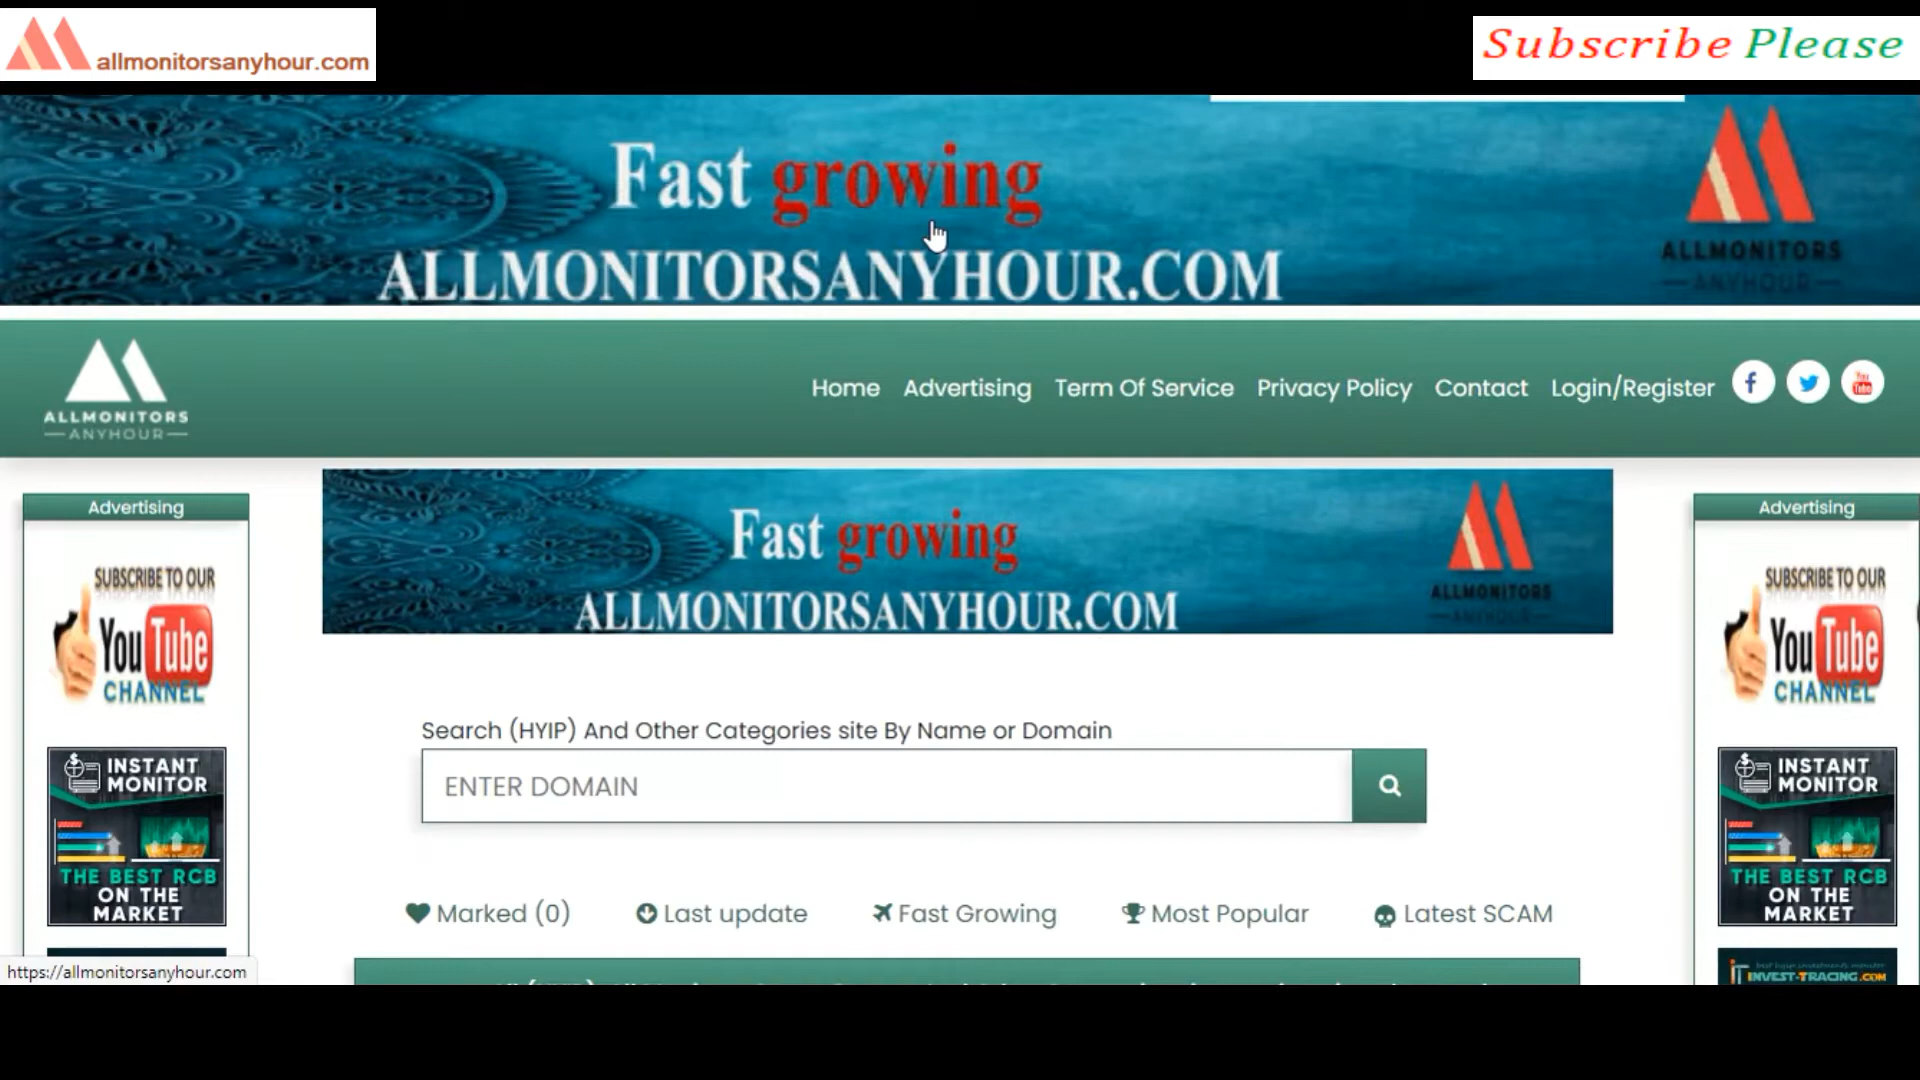 allmonitorsanyhour.com
Subscribe Please
Fast growing
ALLMONITORSANYHOUR.COM
ALLMONITORS
ANYHOUR
ALLMONITORS
ANYHOUR
Home Advertising Term Of Service Privacy Policy Contact Login/Register
You
Tube
Advertising
SUBSCRIBE TO OUR
YouTube
CHANNEL
INSTANT
MONITOR
THE BEST RCB
ON THE
MARKET
Fast growing
ALLMONITORSANYHOUR.COM
ALLMONITORS
ANYHOUR
Search (HYIP) And Other Categories site By Name or Domain
ENTER DOMAIN
Marked (0) Last update Fast Growing Most Popular Latest SCAM
Advertising
SUBSCRIBE TO OUR
YouTube
CHANNEL
INSTANT
MONITOR
THE BEST RCB
ON THE
MARKET
INVEST-TRACING.COM
https://allmonitorsanyhour.com